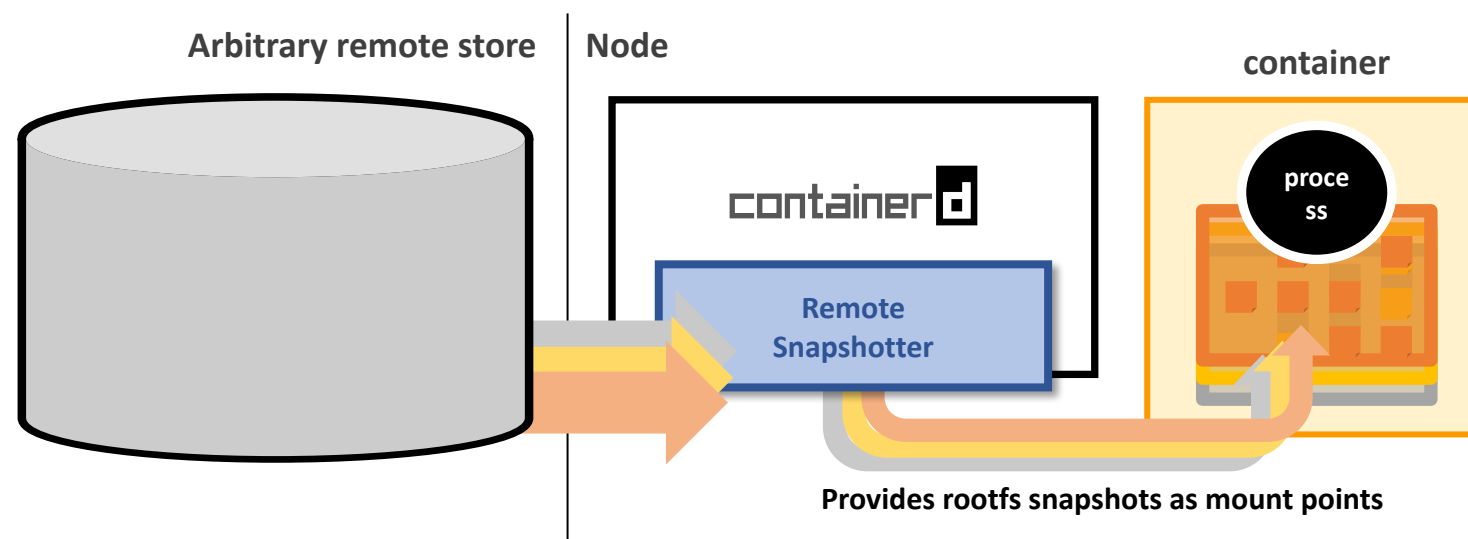 Arbitrary remote store
Node
container
proce
ss
containerd
Remote
Snapshotter
Provides rootfs snapshots as mount points